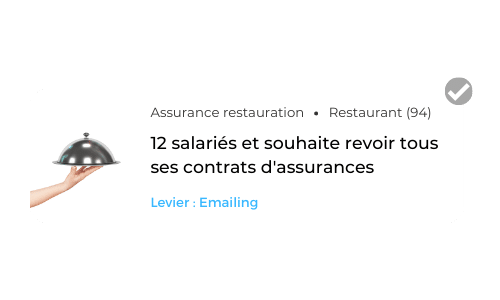 Assurance restauration • Restaurant (94)
12 salariés et souhaite revoir tous
ses contrats d'assurances
Levier : Emailing